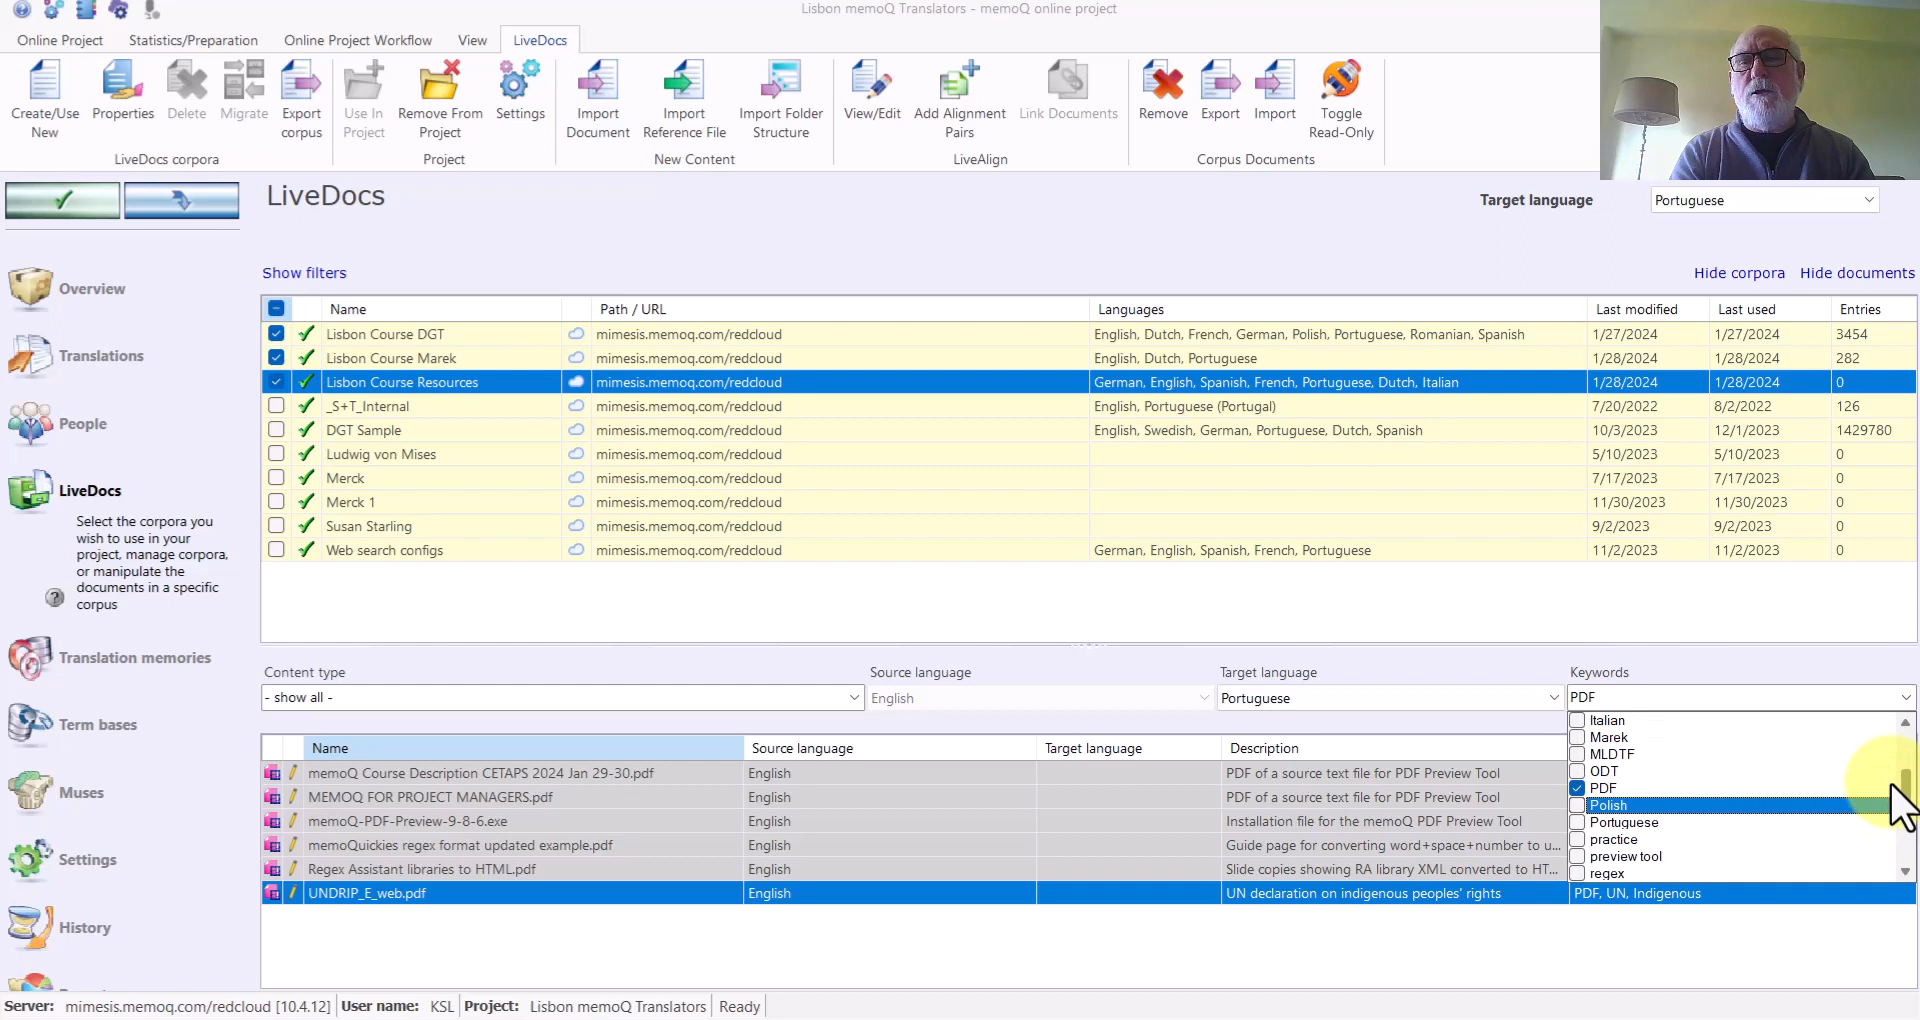 Lisbon memoQ Translators - memoQ online project
Online Project Statistics/Preparation Online Project Workflow View LiveDocs
Create/Use New
Properties
Delete
Migrate
Export corpus
LiveDocs corpora
Use In Project
Remove From Project
Settings
Project
Import Document
Import Reference File
Import Folder Structure
New Content
View/Edit
Add Alignment Pairs
Link Documents
LiveAlign
Remove
Export
Import
Toggle Read-Only
Corpus Documents
LiveDocs
Target language Portuguese
Overview
Translations
People
LiveDocs
Select the corpora you
wish to use in your
project, manage corpora,
or manipulate the
documents in a specific
corpus
Translation memories
Term bases
Muses
Settings
History
Show filters Hide corpora Hide documents
Name Path / URL Languages Last modified Last used Entries
Lisbon Course DGT mimesis.memoq.com/redcloud English, Dutch, French, German, Polish, Portuguese, Romanian, Spanish 1/27/2024 1/27/2024 3454
Lisbon Course Marek mimesis.memoq.com/redcloud English, Dutch, Portuguese 1/28/2024 1/28/2024 282
Lisbon Course Resources mimesis.memoq.com/redcloud German, English, Spanish, French, Portuguese, Dutch, Italian 1/28/2024 1/28/2024 0
_S+T_Internal mimesis.memoq.com/redcloud English, Portuguese (Portugal) 7/20/2022 8/2/2022 126
DGT Sample mimesis.memoq.com/redcloud English, Swedish, German, Portuguese, Dutch, Spanish 10/3/2023 12/1/2023 1429780
Ludwig von Mises mimesis.memoq.com/redcloud 5/10/2023 5/10/2023 0
Merck mimesis.memoq.com/redcloud 7/17/2023 7/17/2023 0
Merck 1 mimesis.memoq.com/redcloud 11/30/2023 11/30/2023 0
Susan Starling mimesis.memoq.com/redcloud 9/2/2023 9/2/2023 0
Web search configs mimesis.memoq.com/redcloud German, English, Spanish, French, Portuguese 11/2/2023 11/2/2023 0
Content type Source language Target language Keywords
- show all - English Portuguese PDF
Italian
Marek
MLDTF
ODT
PDF
Polish
Portuguese
practice
preview tool
regex
Name Source language Target language Description
memoQ Course Description CETAPS 2024 Jan 29-30.pdf English PDF of a source text file for PDF Preview Tool
MEMOQ FOR PROJECT MANAGERS.pdf English PDF of a source text file for PDF Preview Tool
memoQ-PDF-Preview-9-8-6.exe English Installation file for the memoQ PDF Preview Tool
memoQuickies regex format updated example.pdf English Guide page for converting word+space+number to u...
Regex Assistant libraries to HTML.pdf English Slide copies showing RA library XML converted to HT...
UNDRIP_E_web.pdf English UN declaration on indigenous peoples' rights PDF, UN, Indigenous
Server: mimesis.memoq.com/redcloud [10.4.12] User name: KSL Project: Lisbon memoQ Translators Ready